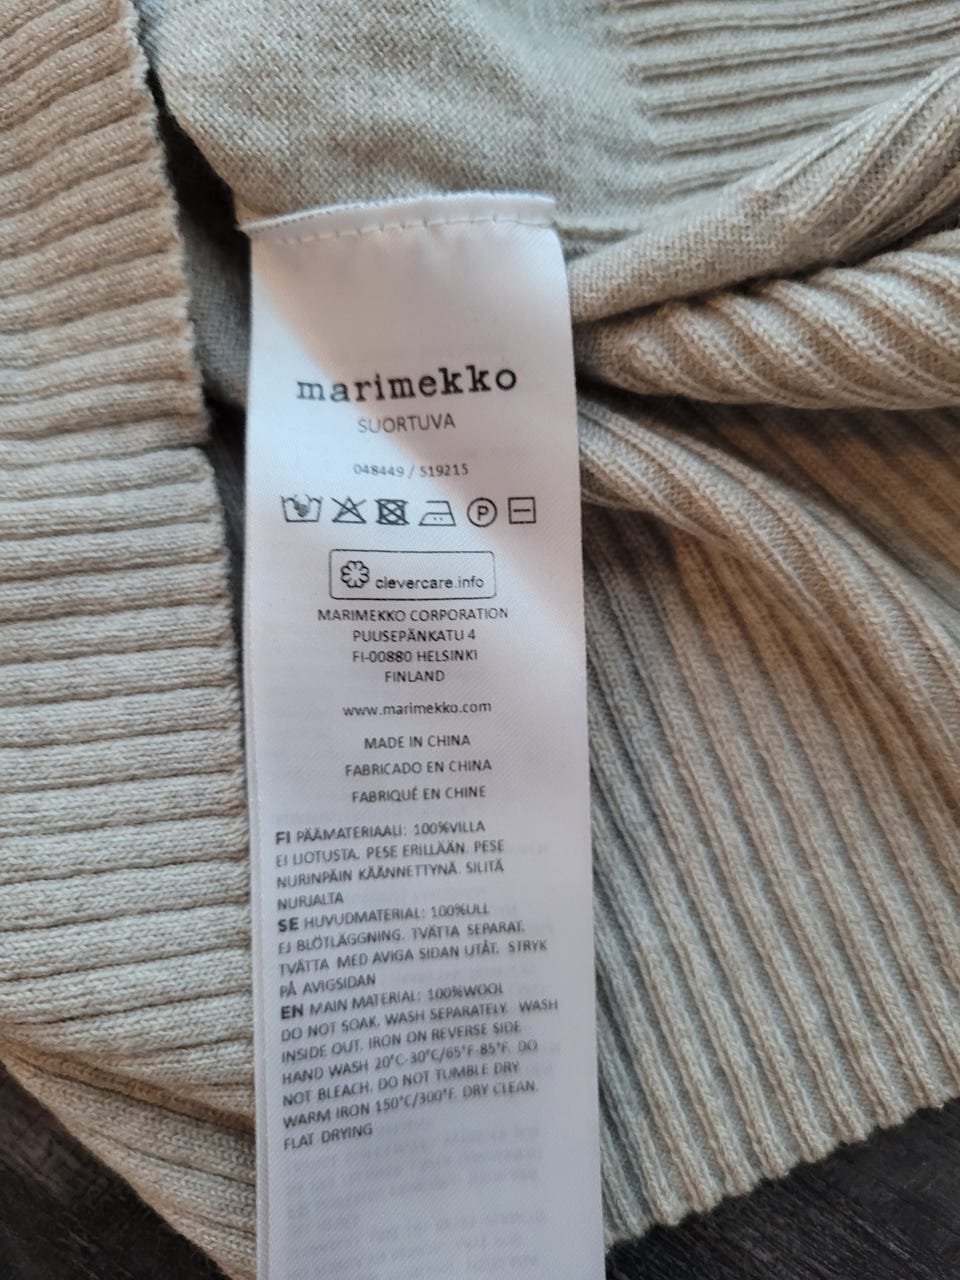 marimekko
SUORTUVA
048449 / 519215
P
clevercare.info
MARIMEKKO CORPORATION
PUUSEPÄNKATU 4
FI-00880 HELSINKI
FINLAND
www.marimekko.com
MADE IN CHINA
FABRICADO EN CHINA
FABRIQUÉ EN CHINE
FI PÄÄMATERIAALI: 100%VILLA
EI LIOTUSTA. PESE ERILLÄÄN. PESE
NURINPÄIN KÄÄNNETTYNÄ. SILITÄ
NURJALTA
SE HUVUDMATERIAL: 100%ULL
EJ BLÖTLÄGGNING. TVÄTTA SEPARAT.
TVÄTTA MED AVIGA SIDAN UTÅT. STRYK
PÅ AVIGSIDAN
EN MAIN MATERIAL: 100%WOOL
DO NOT SOAK. WASH SEPARATELY. WASH
INSIDE OUT. IRON ON REVERSE SIDE
HAND WASH 20°C-30°C/65°F-85°F. DO
NOT BLEACH. DO NOT TUMBLE DRY.
WARM IRON 150°C/300°F. DRY CLEAN.
FLAT DRYING